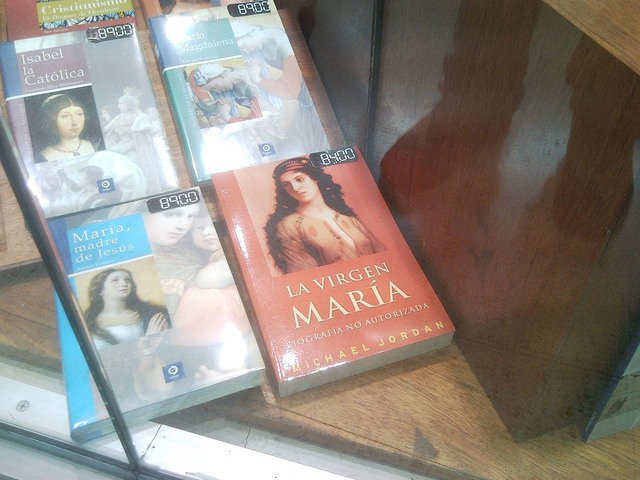 Cristianismo
8900
Isabel
la
Católica
8900
María
Magdalena
8900
María,
madre
de Jesús
8400
LA VIRGEN
MARÍA
BIOGRAFÍA NO AUTORIZADA
MICHAEL JORDAN